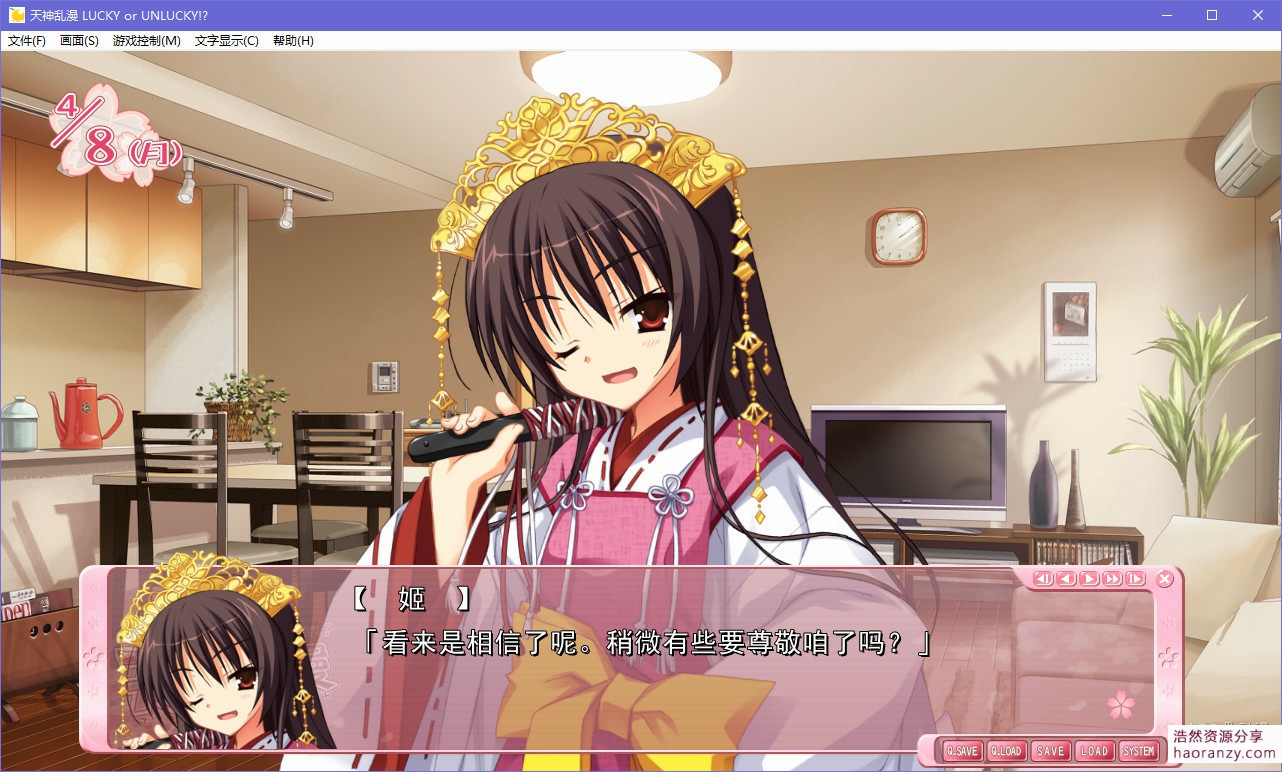 天神乱漫 LUCKY or UNLUCKY!?
文件(F) 画面(S) 游戏控制(M) 文字显示(C) 帮助(H)
4/8(月)
【 姫 】
「看来是相信了呢。稍微有些要尊敬咱了吗？」
Q.SAVE Q.LOAD SAVE LOAD SYSTEM
浩然资源分享
haoranzy.com